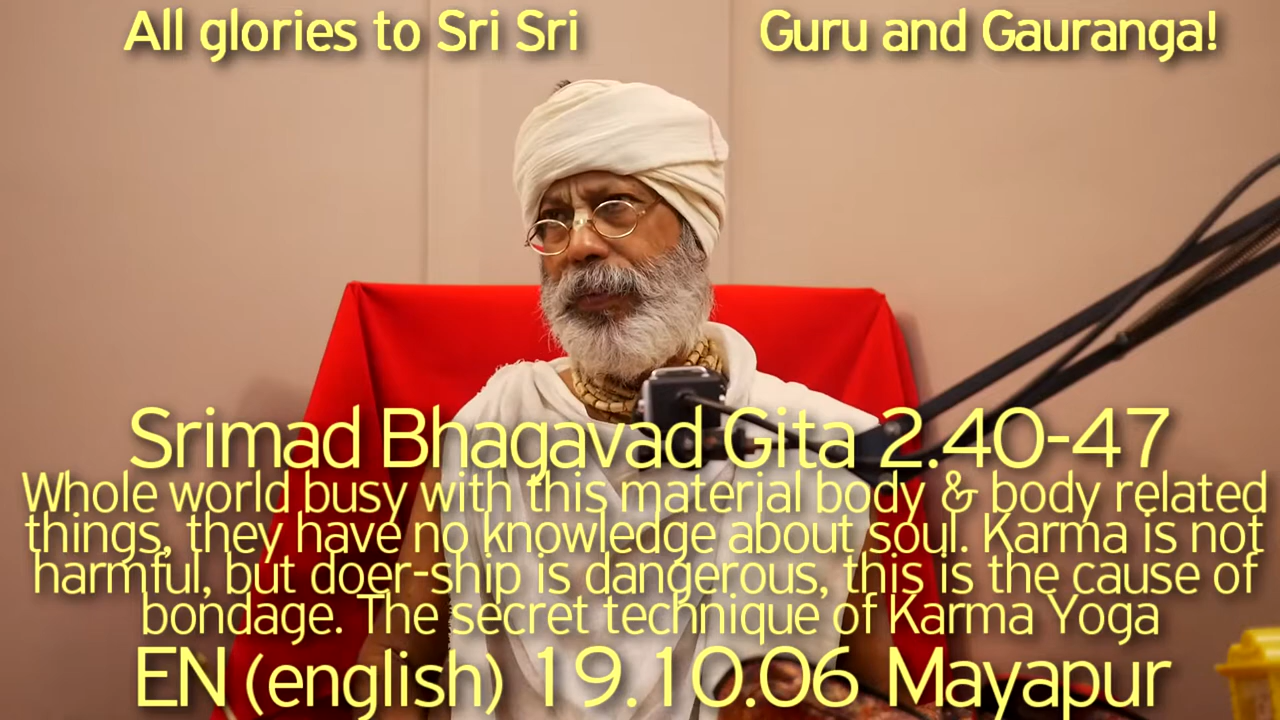 All glories to Sri Sri Guru and Gauranga!
Srimad Bhagavad Gita 2.40-47
Whole world busy with this material body & body related
things, they have no knowledge about soul. Karma is not
harmful, but doer-ship is dangerous, this is the cause of
bondage. The secret technique of Karma Yoga
EN (english) 19.10.06 Mayapur